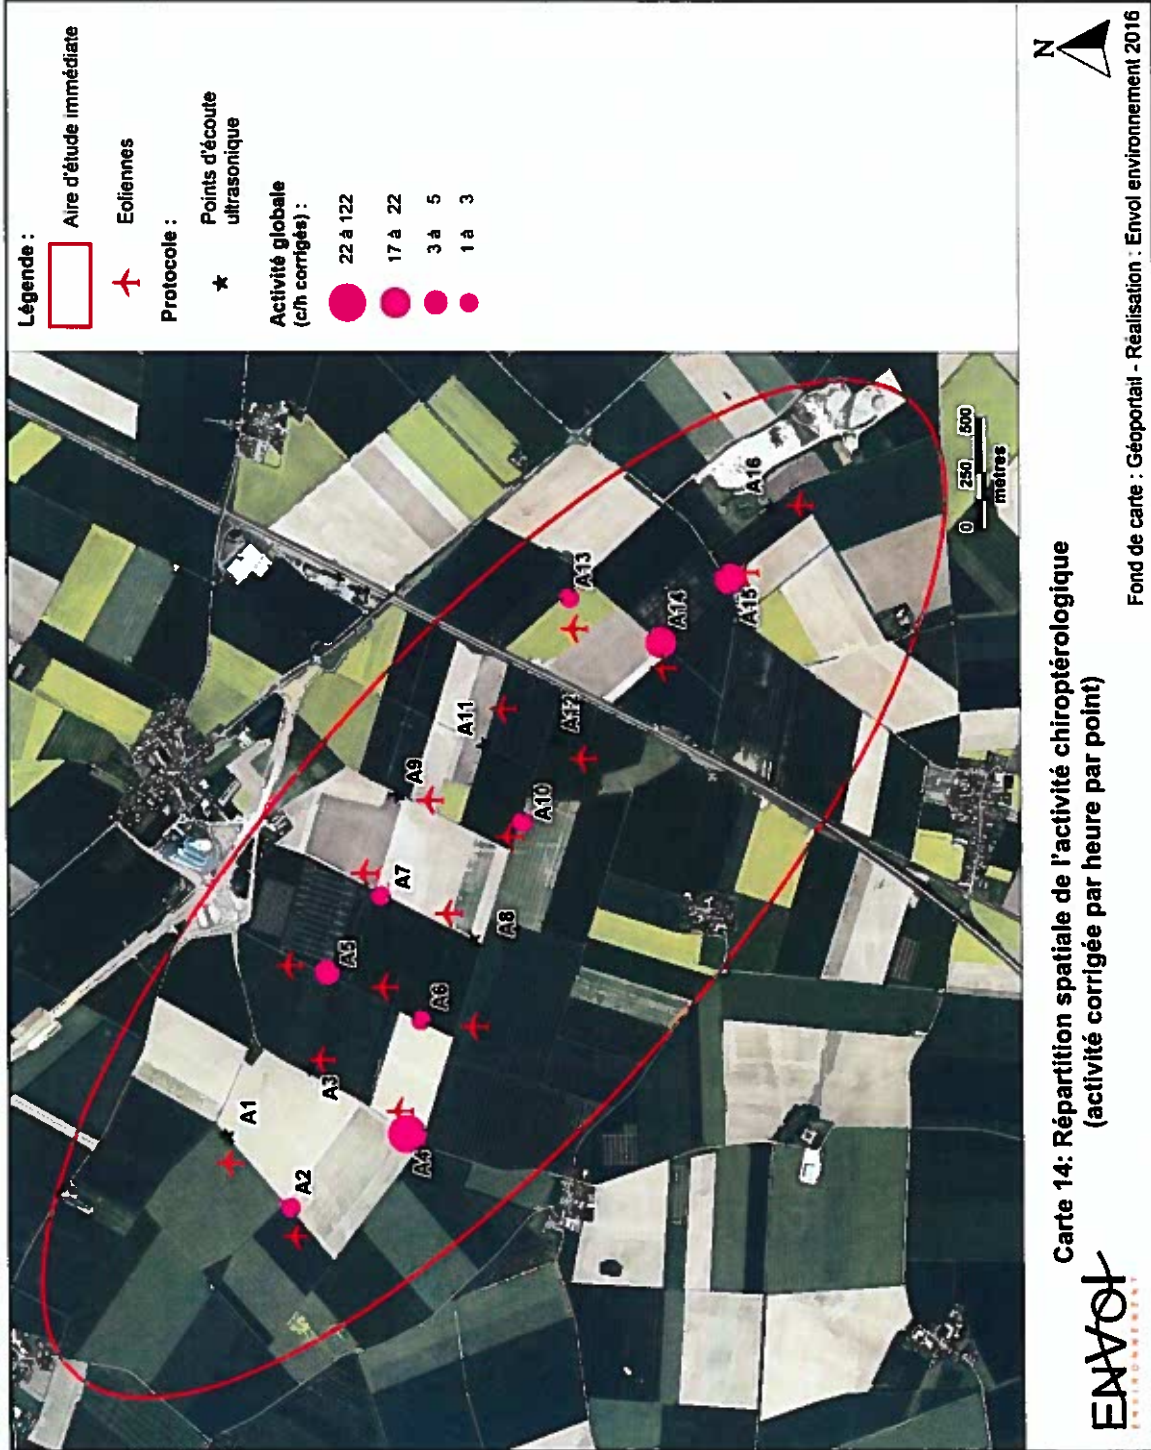 Légende :
Aire d'étude immédiate
Eoliennes
Protocole :
Points d'écoute
ultrasonique
Activité globale
(c/h corrigés) :
22 à 122
17 à 22
3 à 5
1 à 3
A1
A2
A3
A4
A5
A6
A7
A8
A9
A10
A11
A12
A13
A14
A15
A16
0 250 500
mètres
N
Carte 14: Répartition spatiale de l'activité chiroptérologique
(activité corrigée par heure par point)
Fond de carte : Géoportail - Réalisation : Envol environnement 2016
ENVOL
ENVIRONNEMENT